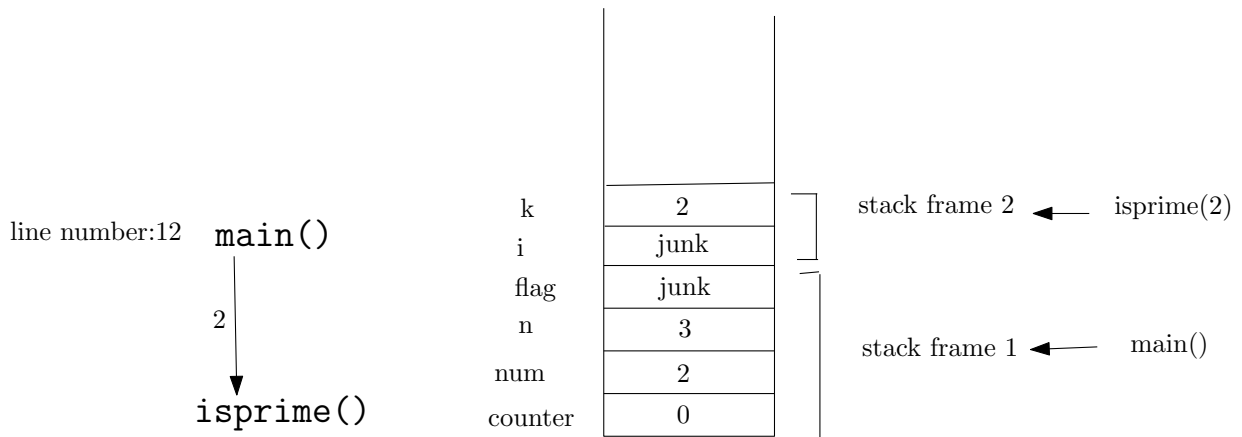 k 2 stack frame 2 isprime(2)
line number:12 main()
i junk
flag junk
2 n 3
stack frame 1 main()
num 2
isprime() counter 0